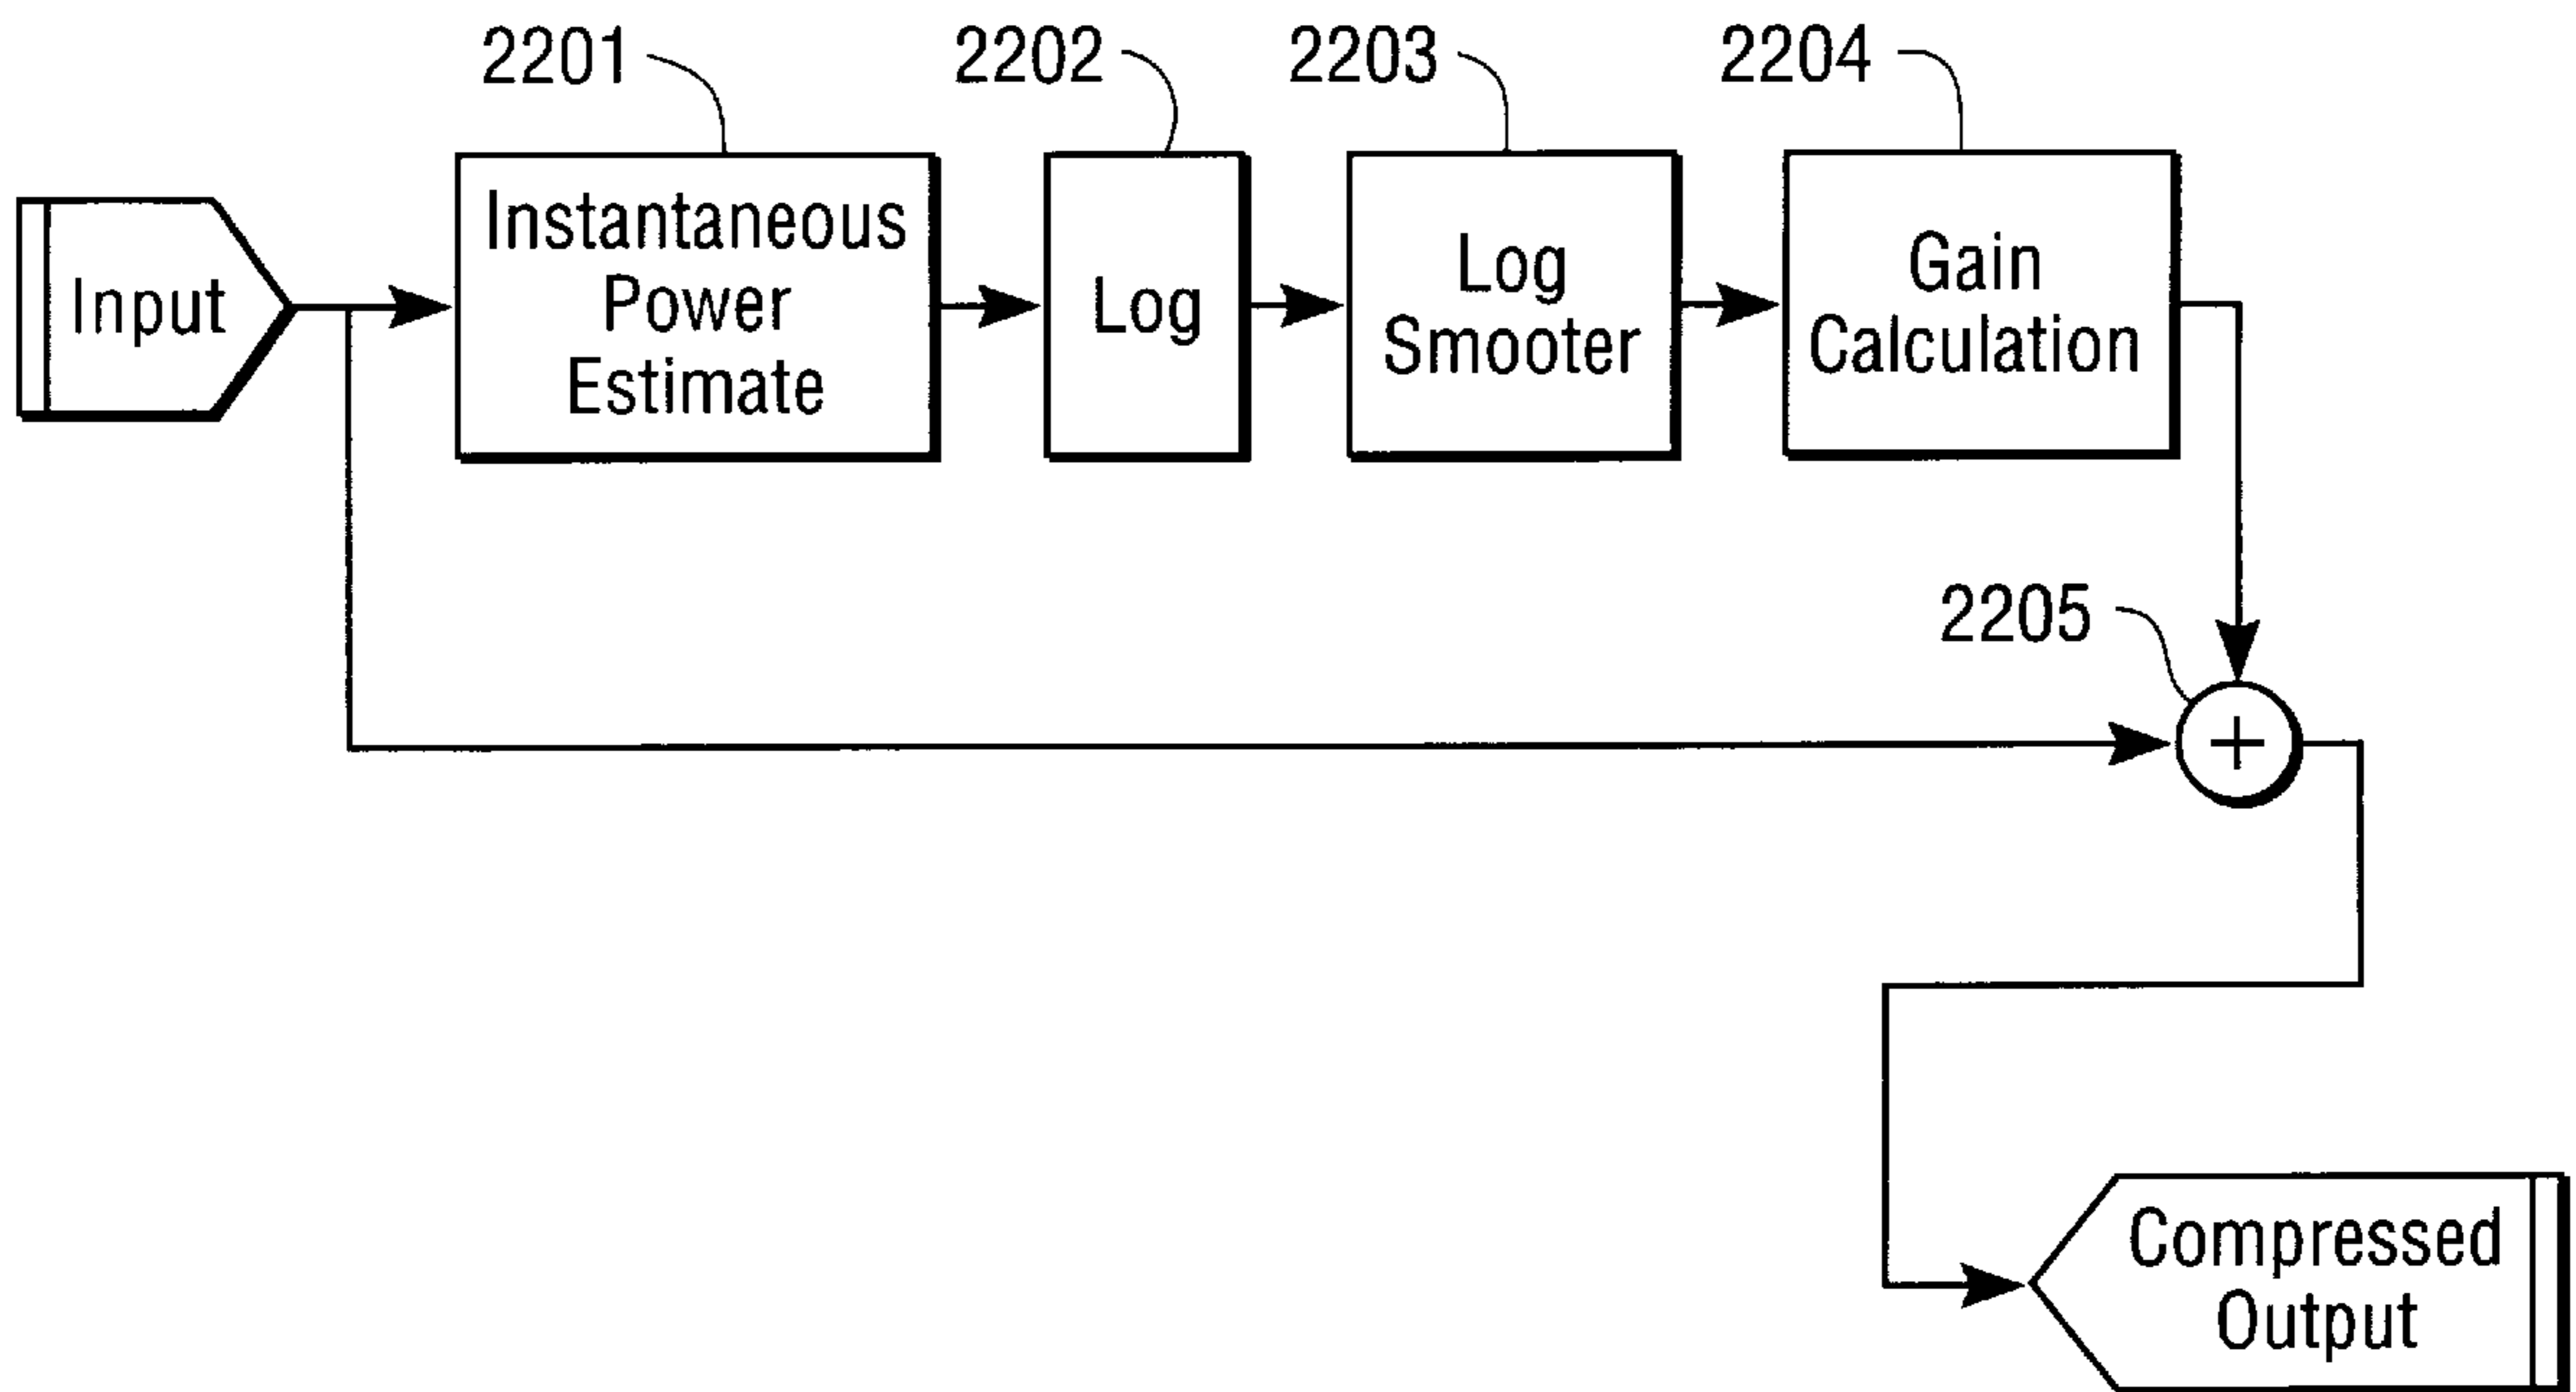 2201
2202
2203
2204
Input
Instantaneous
Power
Estimate
Log
Log
Smooter
Gain
Calculation
2205
+
Compressed
Output